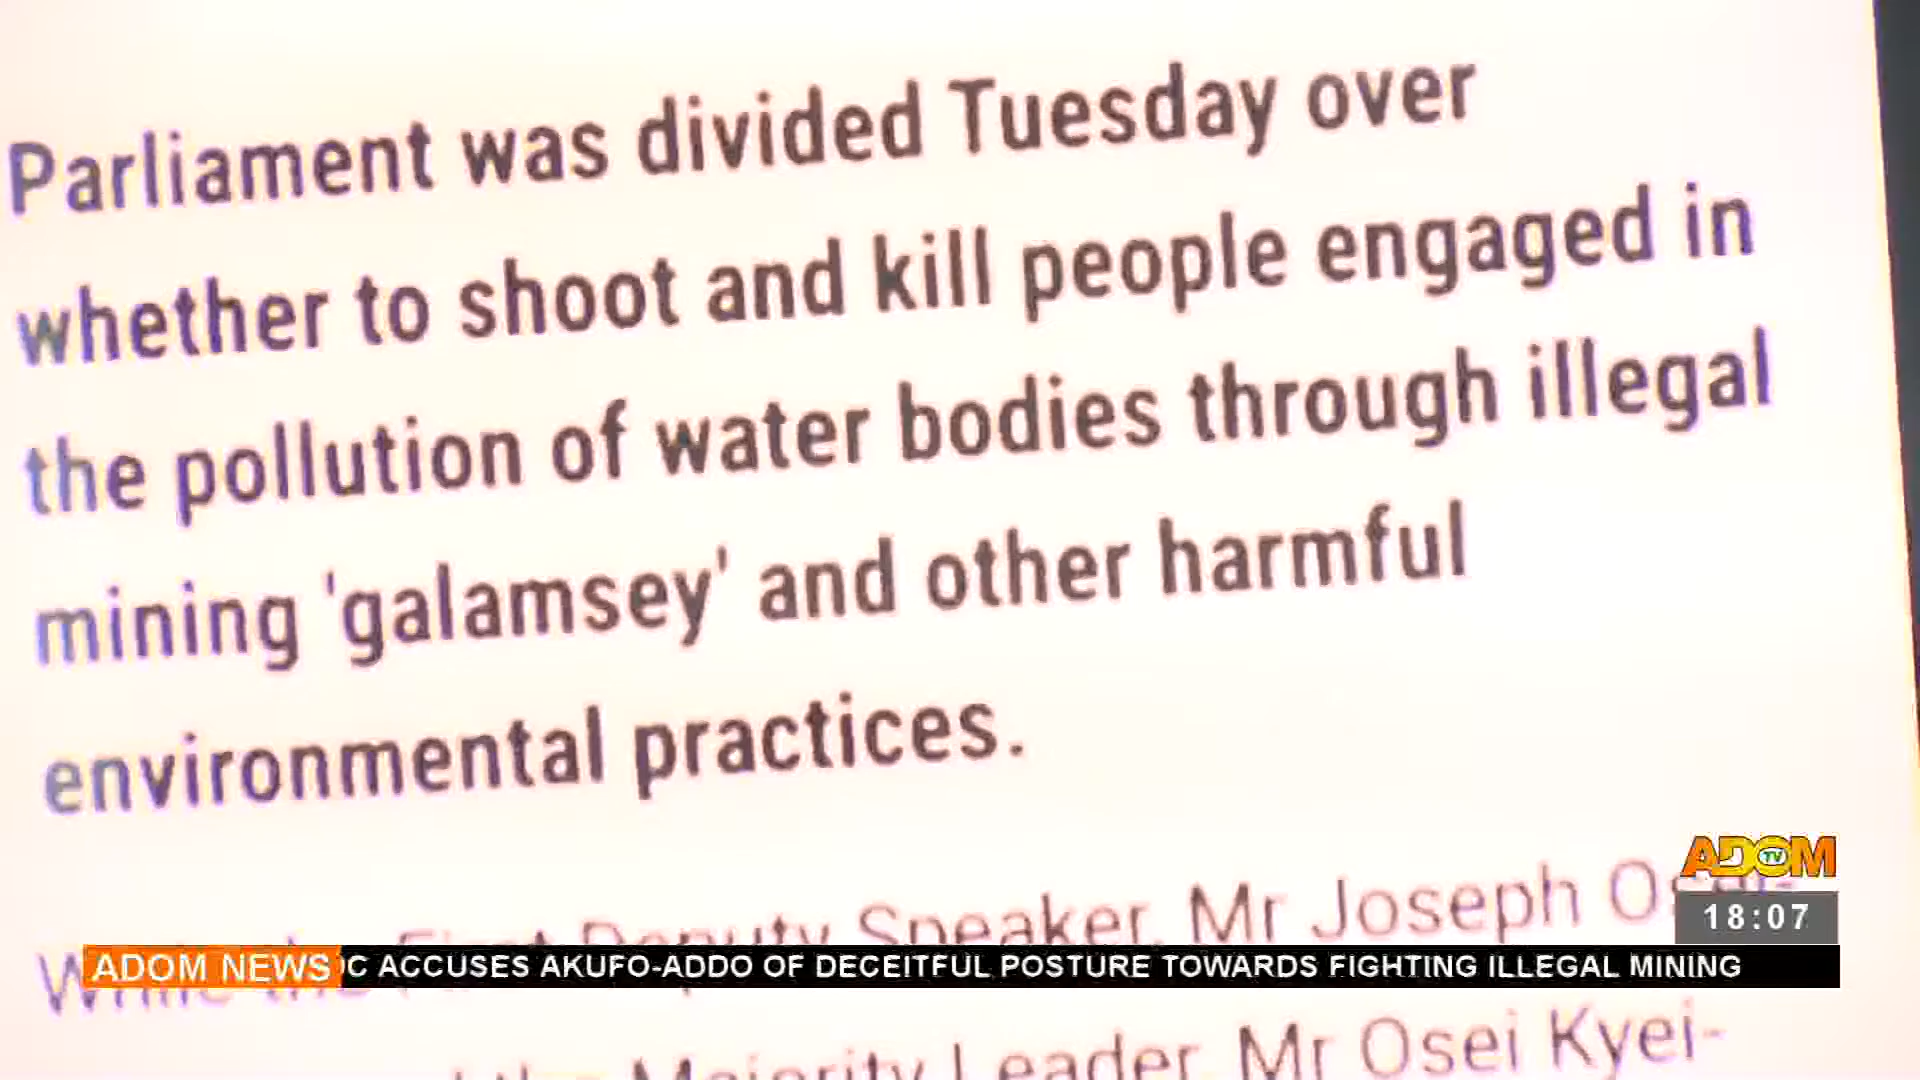 Parliament was divided Tuesday over
whether to shoot and kill people engaged in
the pollution of water bodies through illegal
mining 'galamsey' and other harmful
environmental practices.
Deputy Speaker, Mr Joseph
ADOM TV
18:07
ADOM NEWS C ACCUSES AKUFO-ADDO OF DECEITFUL POSTURE TOWARDS FIGHTING ILLEGAL MINING
Majority Leader, Mr Osei Kyei-